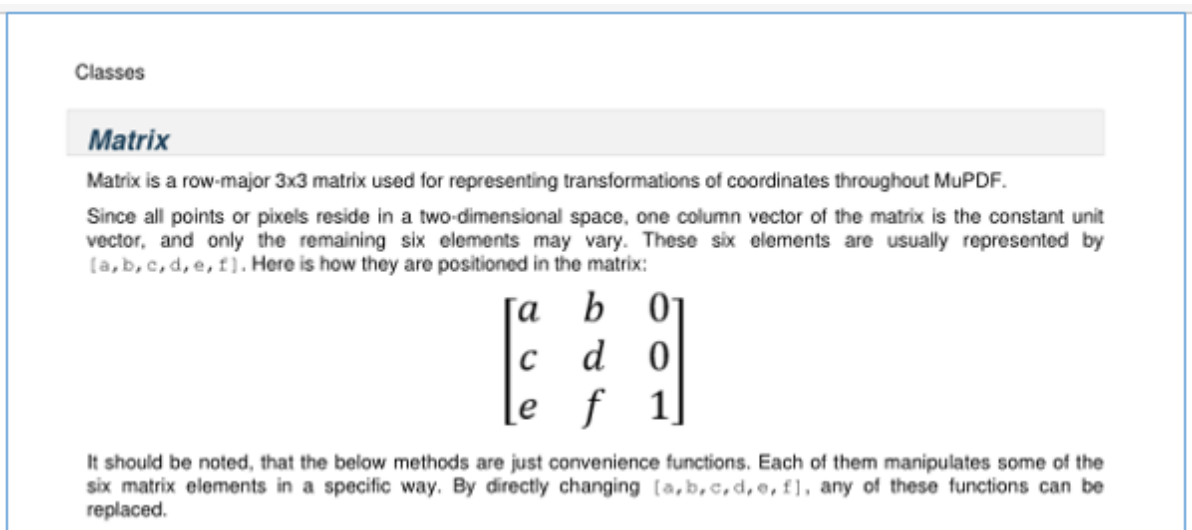 Classes
Matrix
Matrix is a row-major 3x3 matrix used for representing transformations of coordinates throughout MuPDF.
Since all points or pixels reside in a two-dimensional space, one column vector of the matrix is the constant unit
vector, and only the remaining six elements may vary. These six elements are usually represented by
[a,b,c,d,e,f]. Here is how they are positioned in the matrix:
a b 0
c d 0
e f 1
It should be noted, that the below methods are just convenience functions. Each of them manipulates some of the
six matrix elements in a specific way. By directly changing [a,b,c,d,e,f], any of these functions can be
replaced.